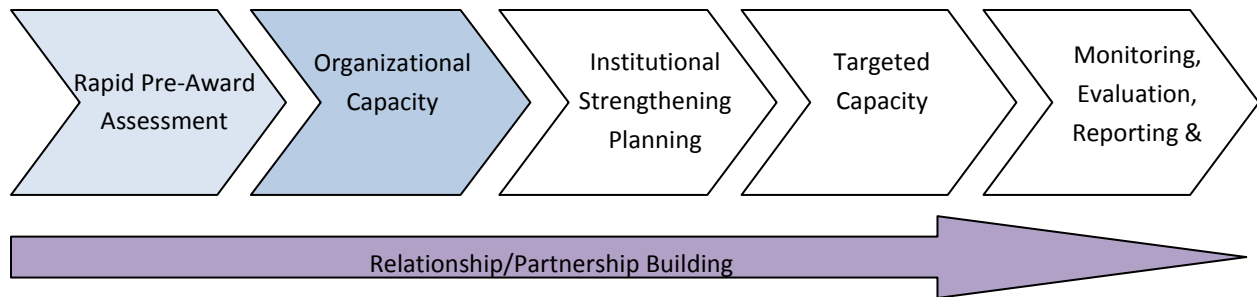 Rapid Pre-Award
Assessment
Organizational
Capacity
Institutional
Strengthening
Planning
Targeted
Capacity
Monitoring,
Evaluation,
Reporting &
Relationship/Partnership Building